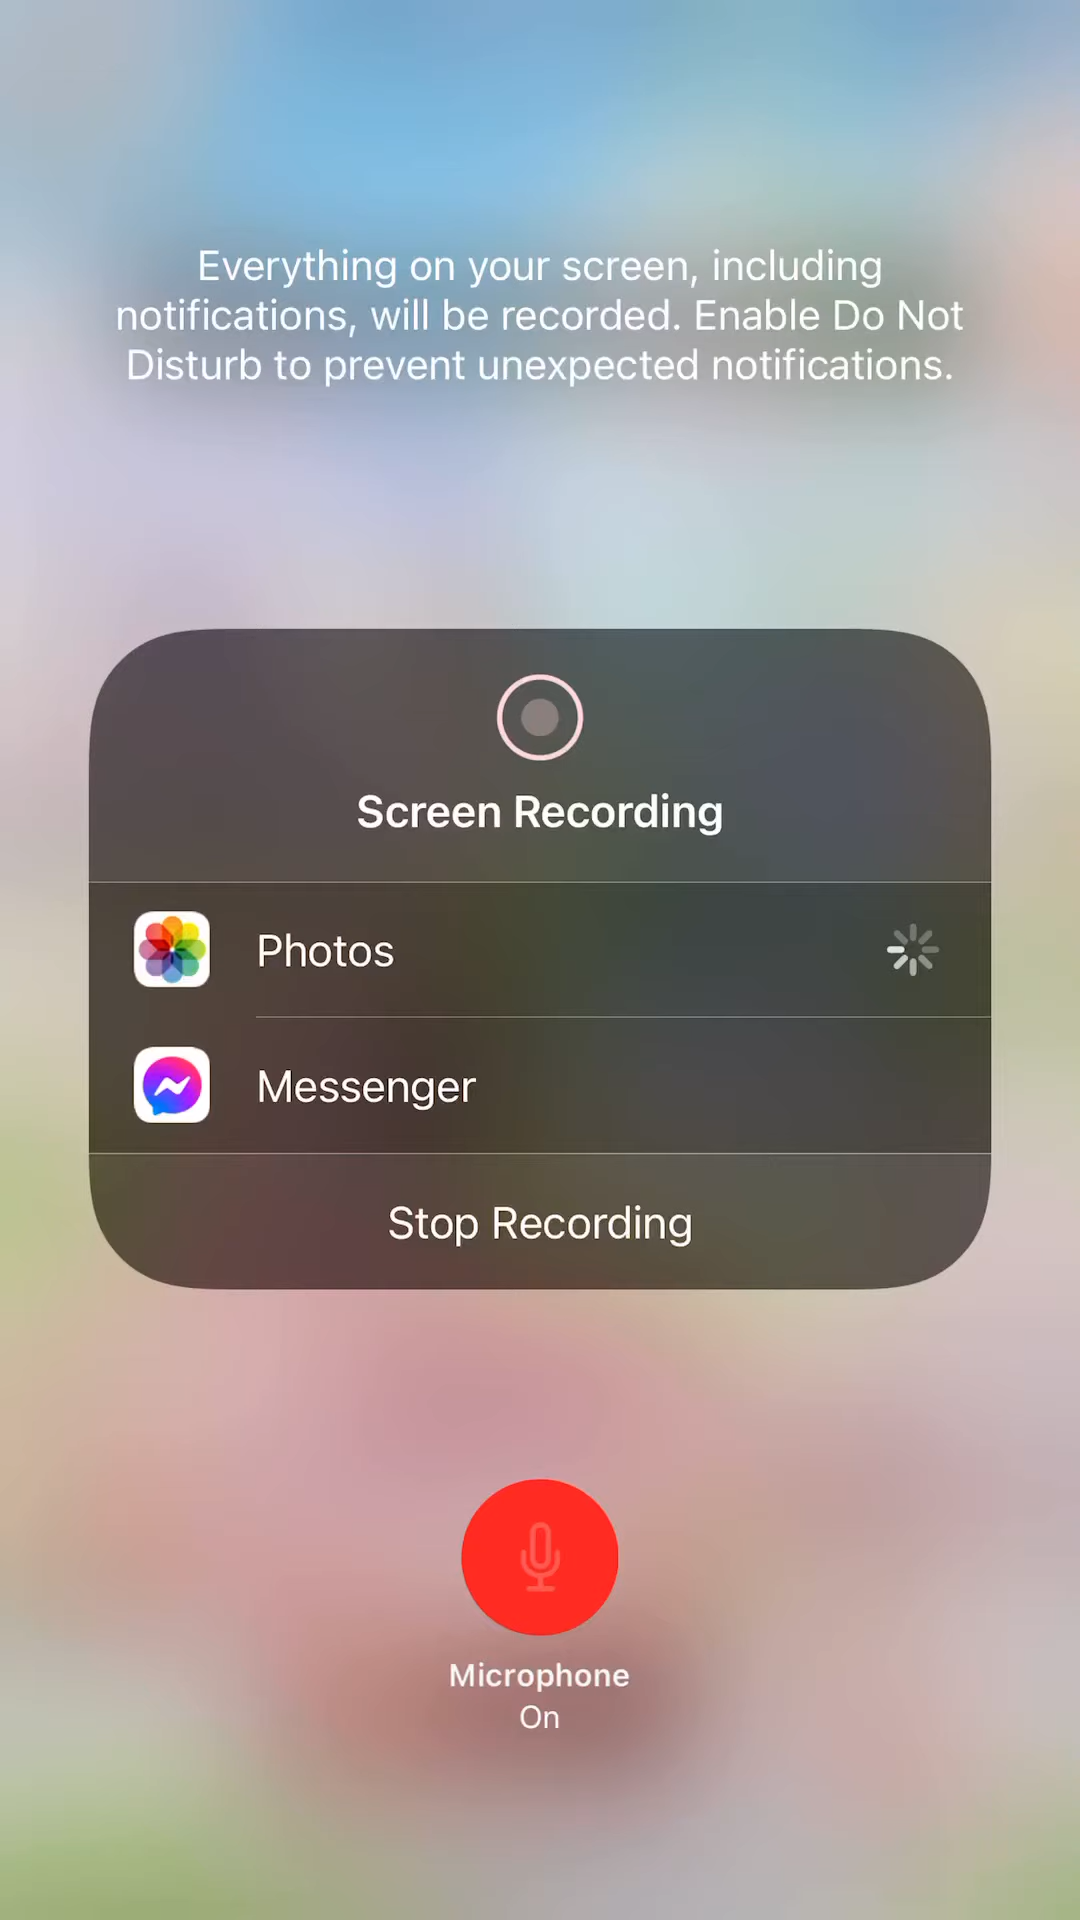 Everything on your screen, including
notifications, will be recorded. Enable Do Not
Disturb to prevent unexpected notifications.
Screen Recording
Photos
Messenger
Stop Recording
Microphone
On